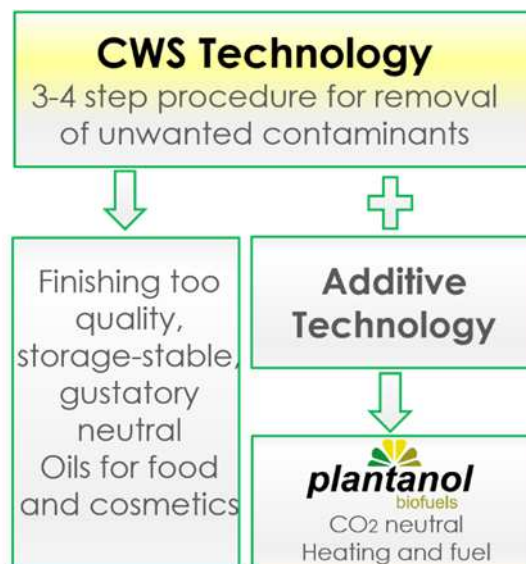 CWS Technology
3-4 step procedure for removal
of unwanted contaminants
Finishing too
quality,
storage-stable,
gustatory
neutral
Oils for food
and cosmetics
Additive
Technology
plantanol
biofuels
CO2 neutral
Heating and fuel